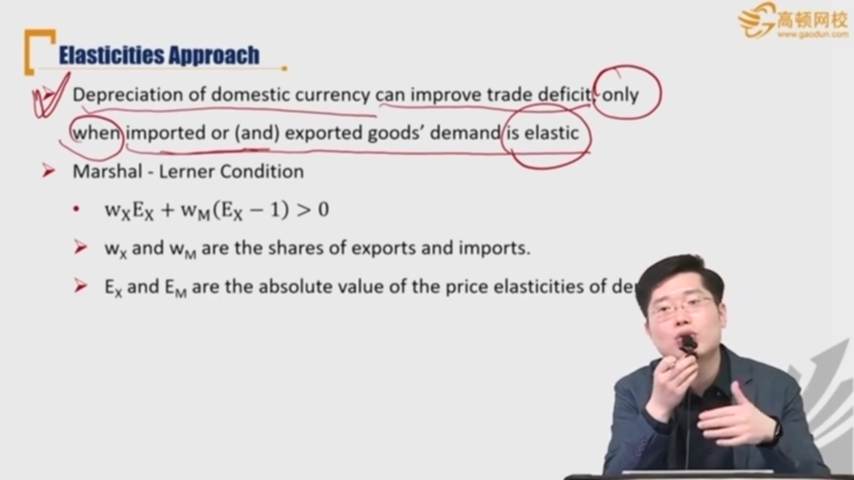 高顿网校
www.gaodun.com
Elasticities Approach
Depreciation of domestic currency can improve trade deficit, only
when imported or (and) exported goods' demand is elastic
Marshal - Lerner Condition
w_X E_X + w_M (E_X − 1) > 0
w_X and w_M are the shares of exports and imports.
E_X and E_M are the absolute value of the price elasticities of